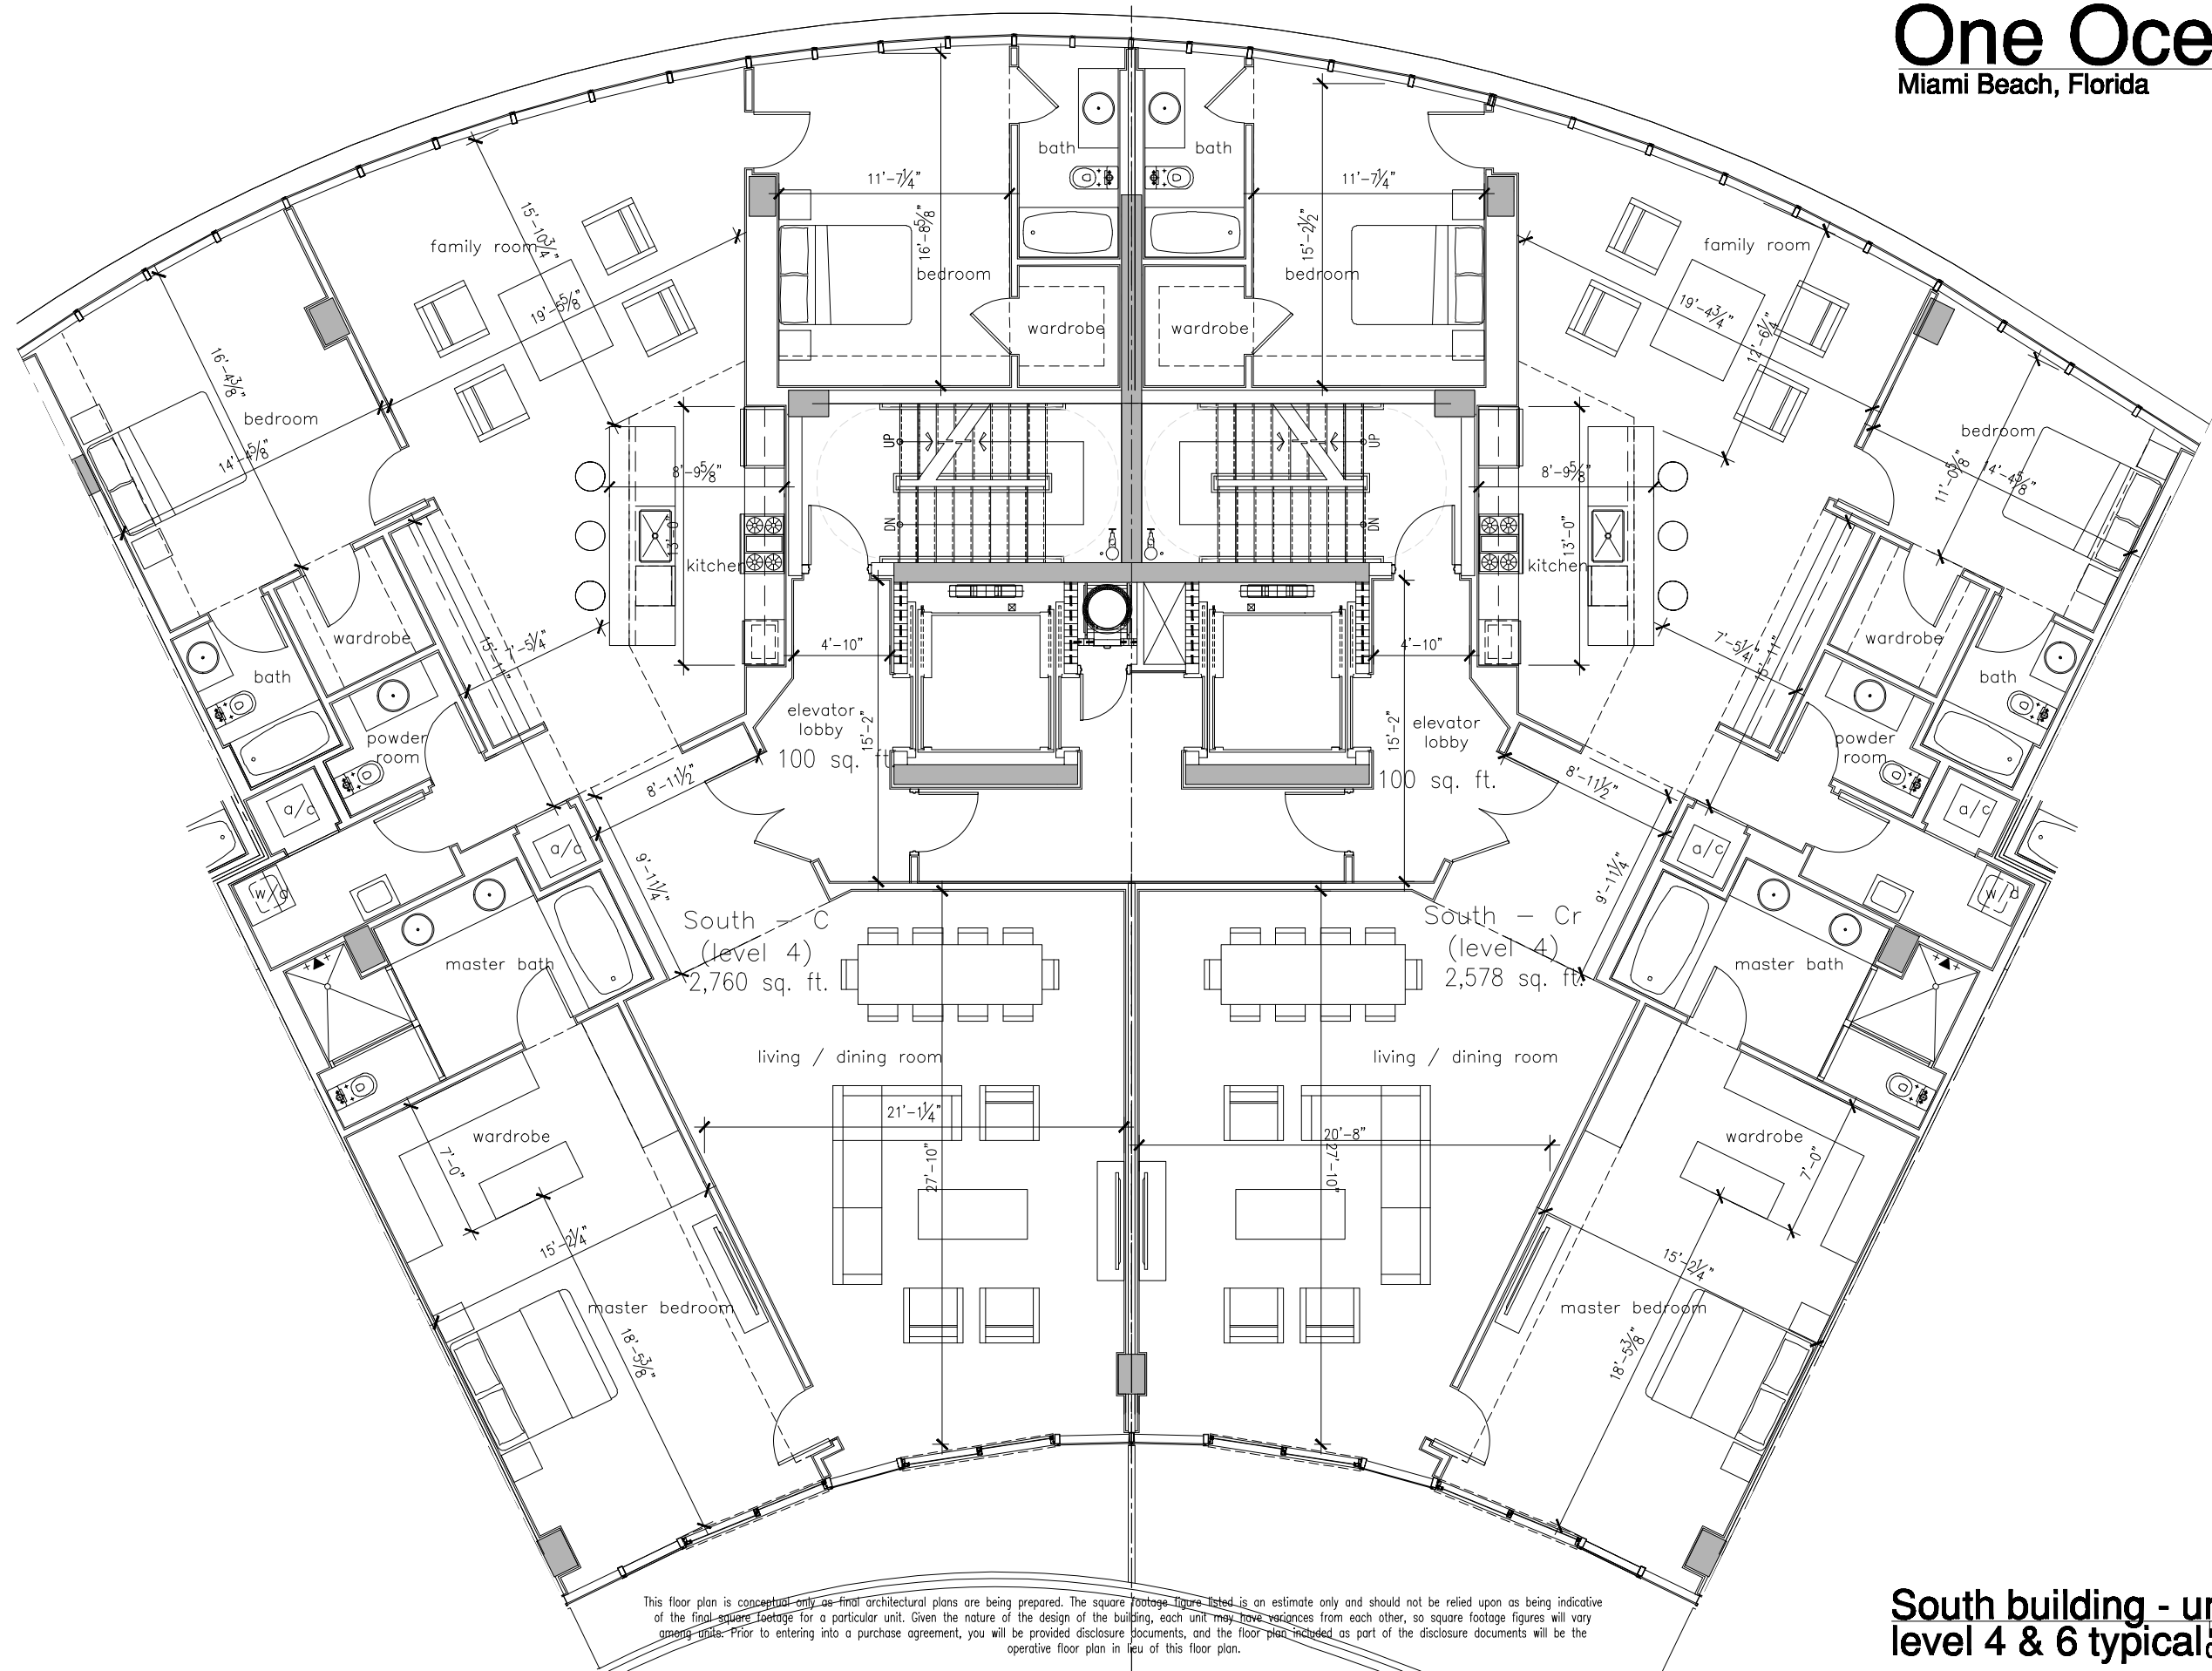 One Oce
Miami Beach, Florida
bath
bath
11'-7¼"
11'-7¼"
15'-10¾"
16'-8⅝"
15'-2½"
family room
family room
bedroom
bedroom
19'-5⅝"
19'-4¾"
12'-6¼"
wardrobe
wardrobe
16'-4⅜"
bedroom
bedroom
14'-4⅝"
14'-4⅝"
11'-0⅝"
UP
UP
8'-9⅝"
8'-9⅝"
DN
DN
13'-0"
13'-0"
kitchen
kitchen
wardrobe
wardrobe
4'-10"
4'-10"
15'-11"
7'-5¼"
bath
bath
elevator
lobby
100 sq. ft
elevator
lobby
100 sq. ft.
15'-2"
15'-2"
powder
room
powder
room
8'-11½"
8'-11½"
a/c
a/c
a/c
a/c
w/d
w/d
9'-11¼"
9'-11¼"
South - C
(level 4)
2,760 sq. ft.
South - Cr
(level 4)
2,578 sq. ft.
master bath
master bath
living / dining room
living / dining room
21'-1¼"
20'-8"
27'-10"
27'-10"
wardrobe
wardrobe
7'-0"
7'-0"
15'-2¼"
15'-2¼"
master bedroom
master bedroom
18'-5⅜"
18'-5⅜"
This floor plan is conceptual only as final architectural plans are being prepared. The square footage figure listed is an estimate only and should not be relied upon as being indicative
of the final square footage for a particular unit. Given the nature of the design of the building, each unit may have variances from each other, so square footage figures will vary
among units. Prior to entering into a purchase agreement, you will be provided disclosure documents, and the floor plan included as part of the disclosure documents will be the
operative floor plan in lieu of this floor plan.
South building - un
level 4 & 6 typical